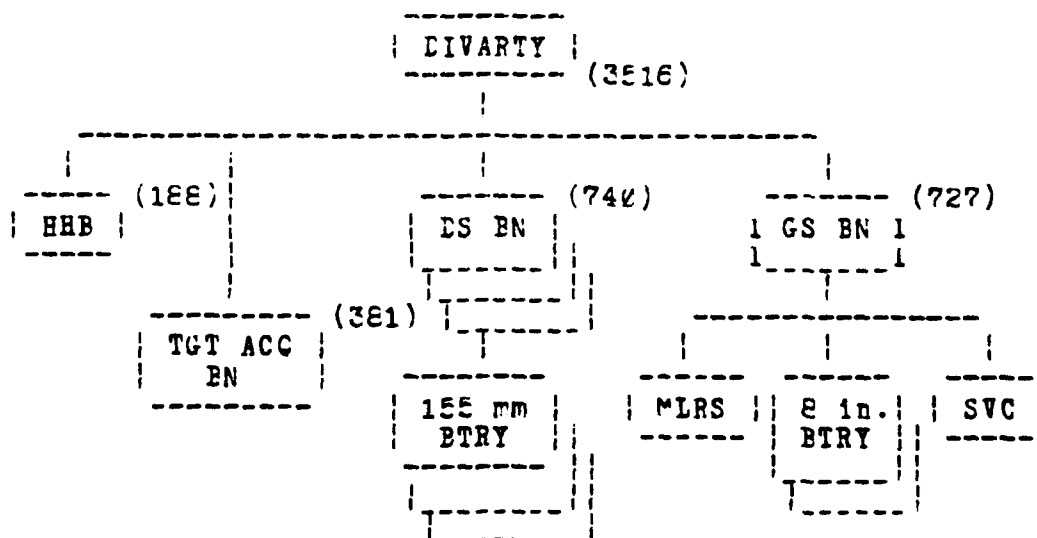 DIVARTY
(3516)
(188)
HHB
(740)
DS BN
(727)
GS BN
(381)
TGT ACQ
BN
155 mm
BTRY
MLRS
8 in.
BTRY
SVC